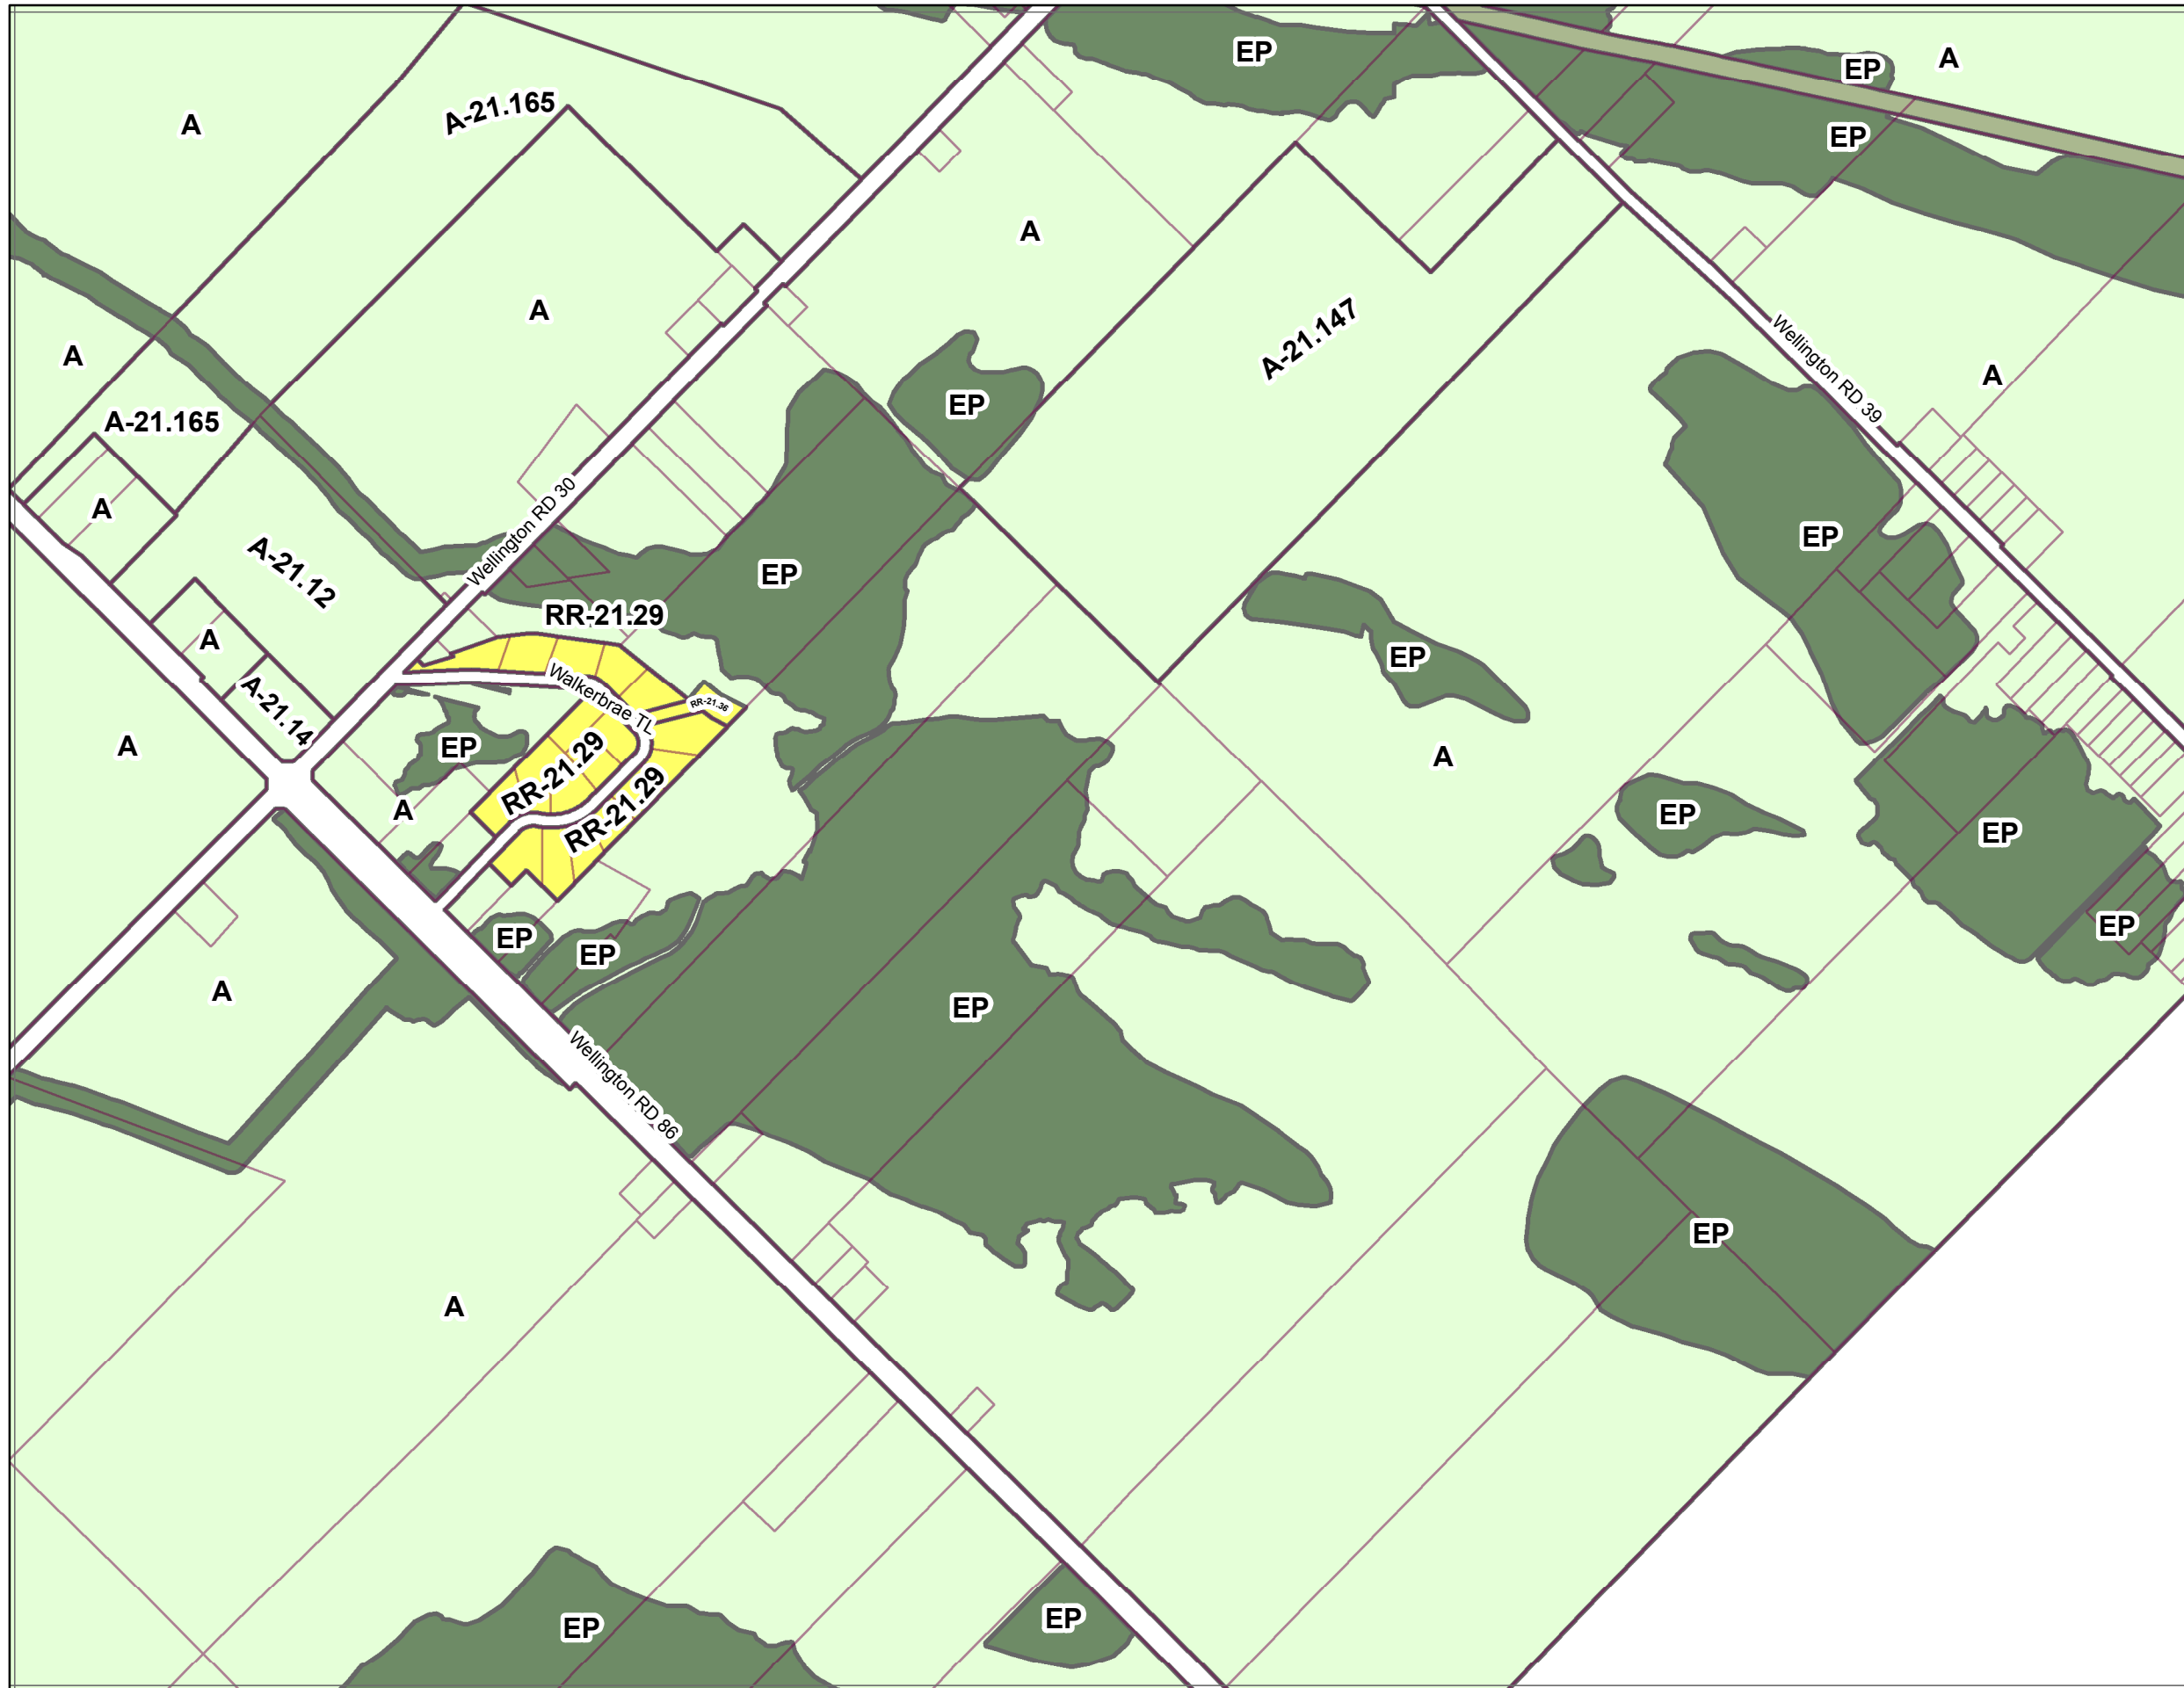 EP
EP
A
A-21.165
A
EP
A
A
A-21.147
A
Wellington RD 39
A
EP
A-21.165
A
Wellington RD 30
EP
A-21.12
EP
RR-21.29
A
EP
Walkerbrae TL
RR-21.36
A-21.14
A
EP
A
RR-21.29
RR-21.29
A
EP
EP
EP
EP
EP
A
EP
Wellington RD 86
EP
A
EP
EP